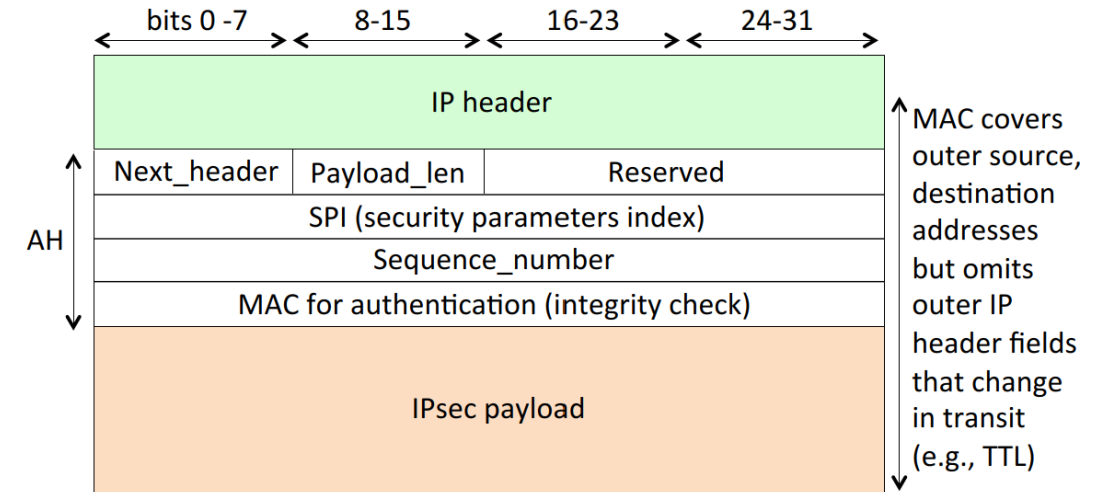 bits 0 -7 8-15 16-23 24-31
IP header
MAC covers
outer source,
destination
addresses
but omits
outer IP
header fields
that change
in transit
(e.g., TTL)
AH
Next_header Payload_len Reserved
SPI (security parameters index)
Sequence_number
MAC for authentication (integrity check)
IPsec payload